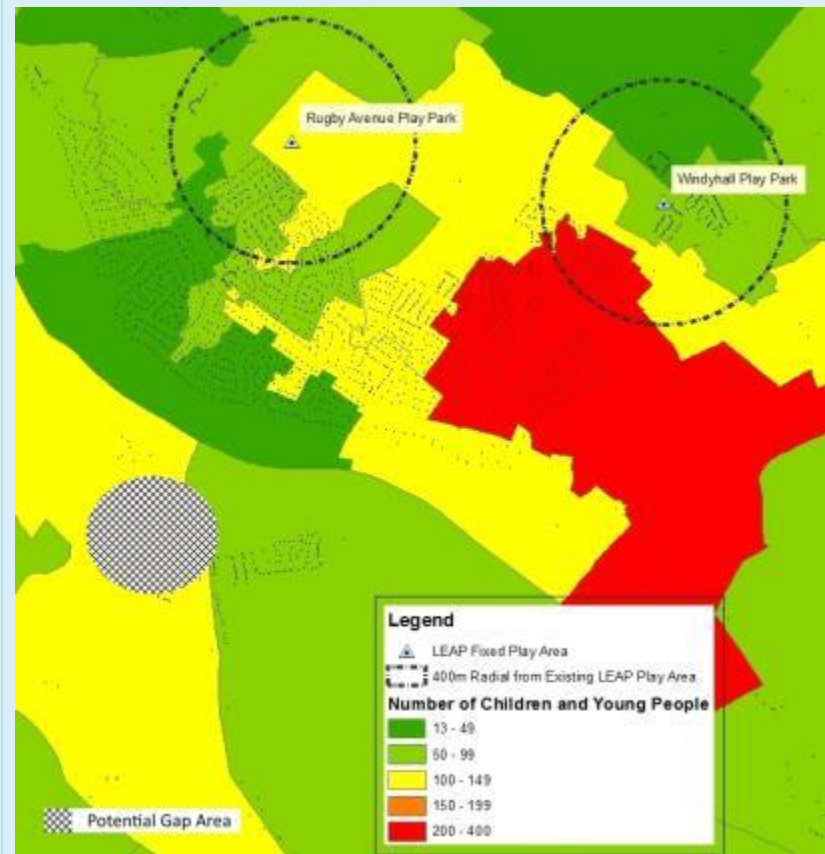 Rugby Avenue Play Park
Windyhall Play Park
Legend
LEAP Fixed Play Area
400m Radial from Existing LEAP Play Area
Number of Children and Young People
13 - 49
50 - 99
100 - 149
150 - 199
200 - 400
Potential Gap Area